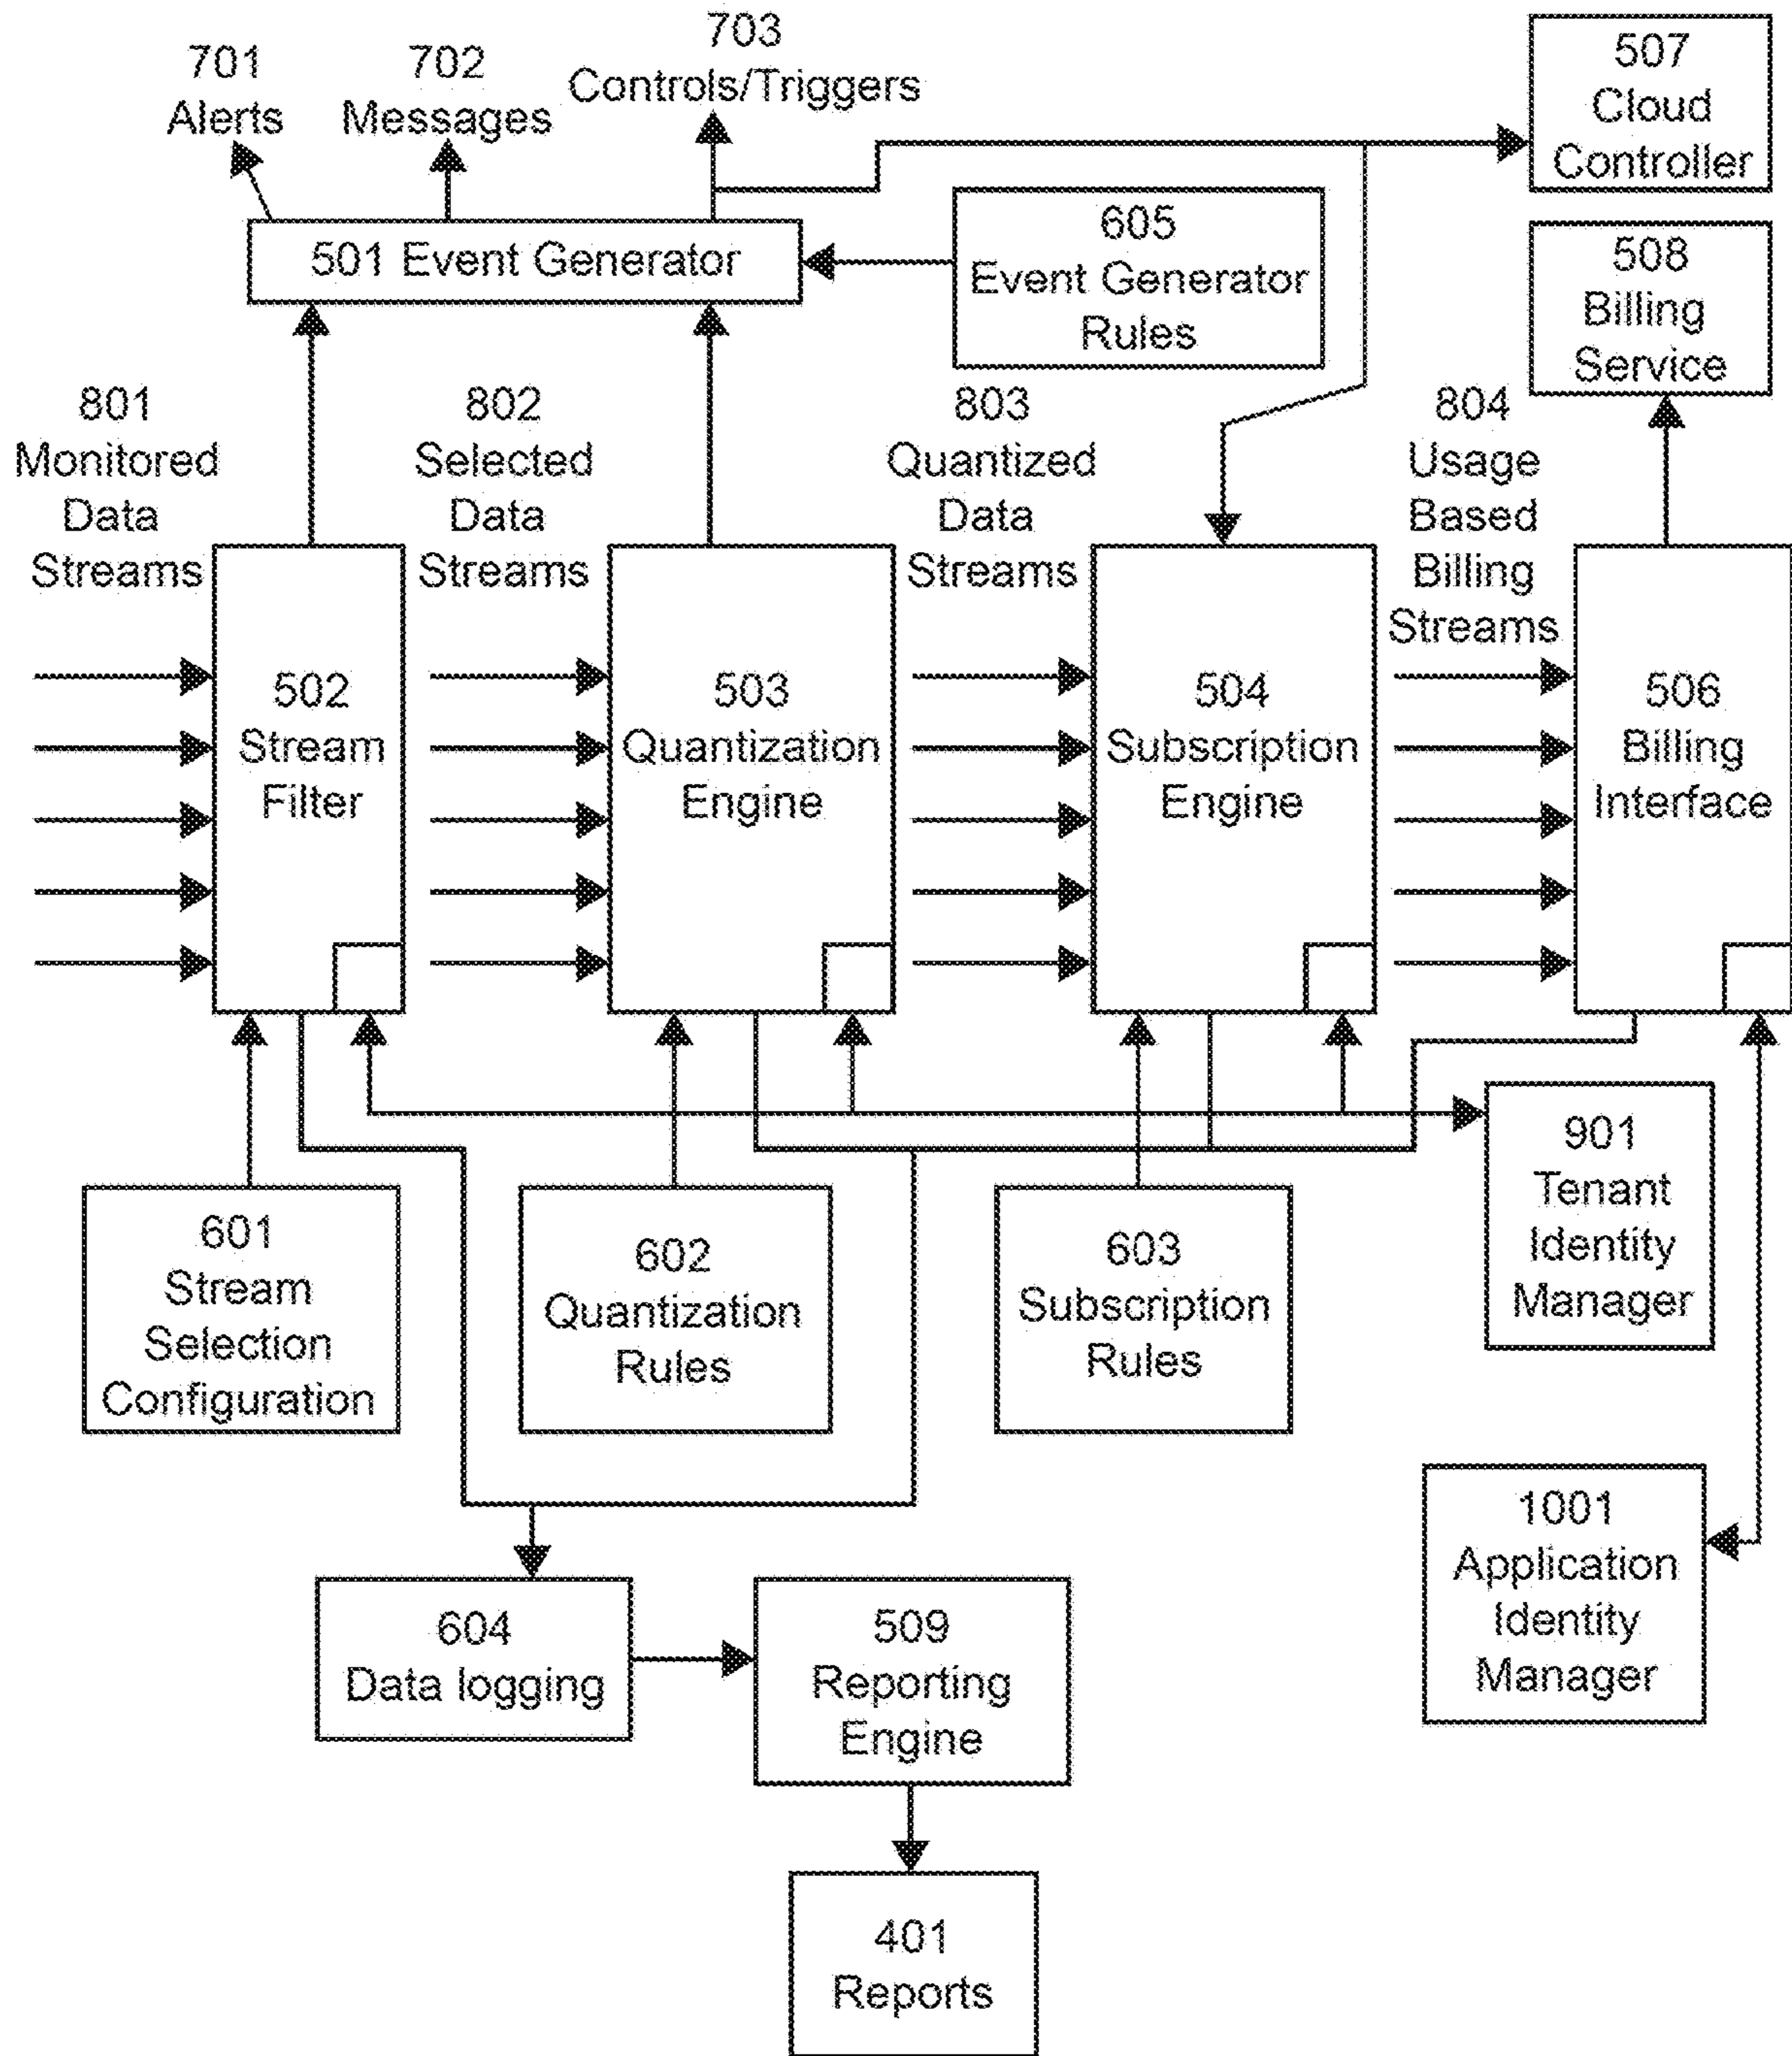 701
Alerts
702
Messages
703
Controls/Triggers
507
Cloud
Controller
501 Event Generator
605
Event Generator
Rules
508
Billing
Service
801
Monitored
Data
Streams
802
Selected
Data
Streams
803
Quantized
Data
Streams
804
Usage
Based
Billing
Streams
502
Stream
Filter
503
Quantization
Engine
504
Subscription
Engine
506
Billing
Interface
601
Stream
Selection
Configuration
602
Quantization
Rules
603
Subscription
Rules
901
Tenant
Identity
Manager
1001
Application
Identity
Manager
604
Data logging
509
Reporting
Engine
401
Reports